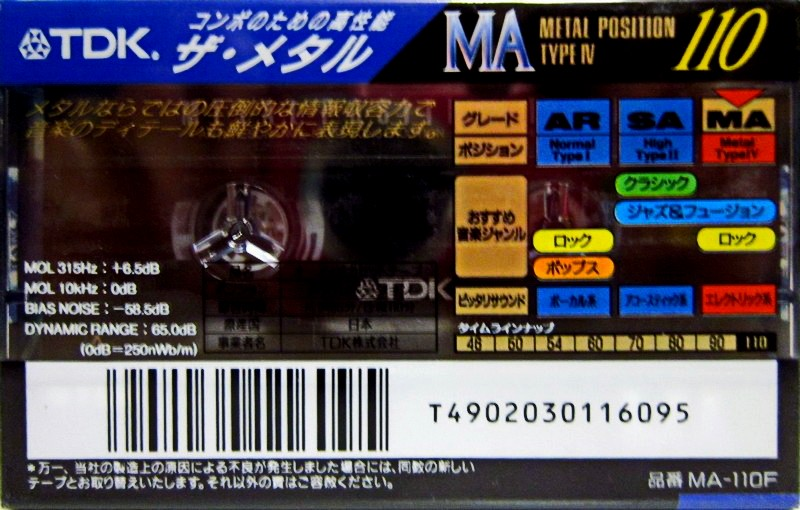 TDK.
コンポのための高性能
ザ・メタル
MA METAL POSITION TYPE IV 110
メタルならではの圧倒的な情報収容力で
音楽のディテールも鮮やかに表現します。
グレード AR SA MA
ポジション Normal Type I High Type II Metal Type IV
おすすめ
音楽ジャンル
クラシック
ジャズ&フュージョン
ロック ロック
ポップス
ピッタリサウンド ボーカル系 アコースティック系 エレクトリック系
タイムラインナップ
46 50 54 60 70 80 90 110
MOL 315Hz : +6.5dB
MOL 10kHz : 0dB
BIAS NOISE : −58.5dB
DYNAMIC RANGE : 65.0dB
(0dB=250nWb/m)
TDK
原産国 日本
事業者名 TDK株式会社
T4902030116095
*万一、当社の製造上の原因による不良が発生しました場合には、同数の新しい
テープとお取り替えいたします。それ以外の責はご容赦ください。
品番 MA-110F